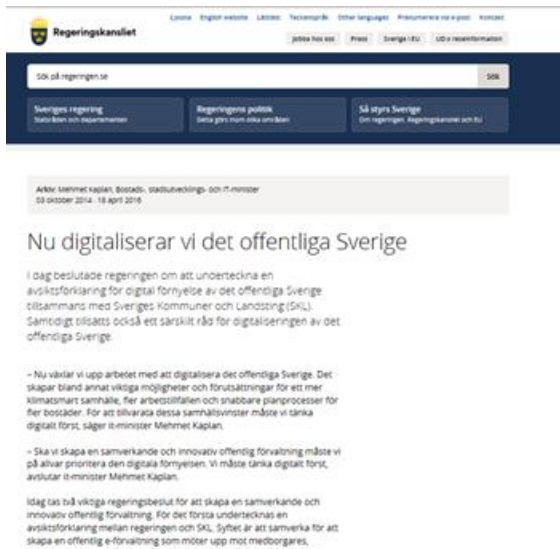 Lyssna English website Lättläst Teckenspråk Other languages Prenumerera via e-post Kontakt
Regeringskansliet
Jobba hos oss Press Sverige i EU UD:s reseinformation
Sök på regeringen.se Sök
Sveriges regering Regeringens politik Så styrs Sverige
Statsråden och departementen Detta görs inom olika områden Om regeringen, Regeringskansliet och EU
Arkiv: Mehmet Kaplan, Bostads-, stadsutvecklings- och IT-minister
03 oktober 2014 - 18 april 2016
Nu digitaliserar vi det offentliga Sverige
I dag beslutade regeringen om att underteckna en
avsiktsförklaring för digital förnyelse av det offentliga Sverige
tillsammans med Sveriges Kommuner och Landsting (SKL).
Samtidigt tillsätts också ett särskilt råd för digitaliseringen av det
offentliga Sverige.
– Nu växlar vi upp arbetet med att digitalisera det offentliga Sverige. Det
skapar bland annat viktiga möjligheter och förutsättningar för ett mer
klimatsmart samhälle, fler arbetstillfällen och snabbare planprocesser för
fler bostäder. För att tillvarata dessa samhällsvinster måste vi tänka
digitalt först, säger it-minister Mehmet Kaplan.
– Ska vi skapa en samverkande och innovativ offentlig förvaltning måste vi
på allvar prioritera den digitala förnyelsen. Vi måste tänka digitalt först,
avslutar it-minister Mehmet Kaplan.
Idag tas två viktiga regeringsbeslut för att skapa en samverkande och
innovativ offentlig förvaltning. För det första undertecknas en
avsiktsförklaring mellan regeringen och SKL. Syftet är att samverka för att
skapa en offentlig e-förvaltning som möter upp mot medborgares,